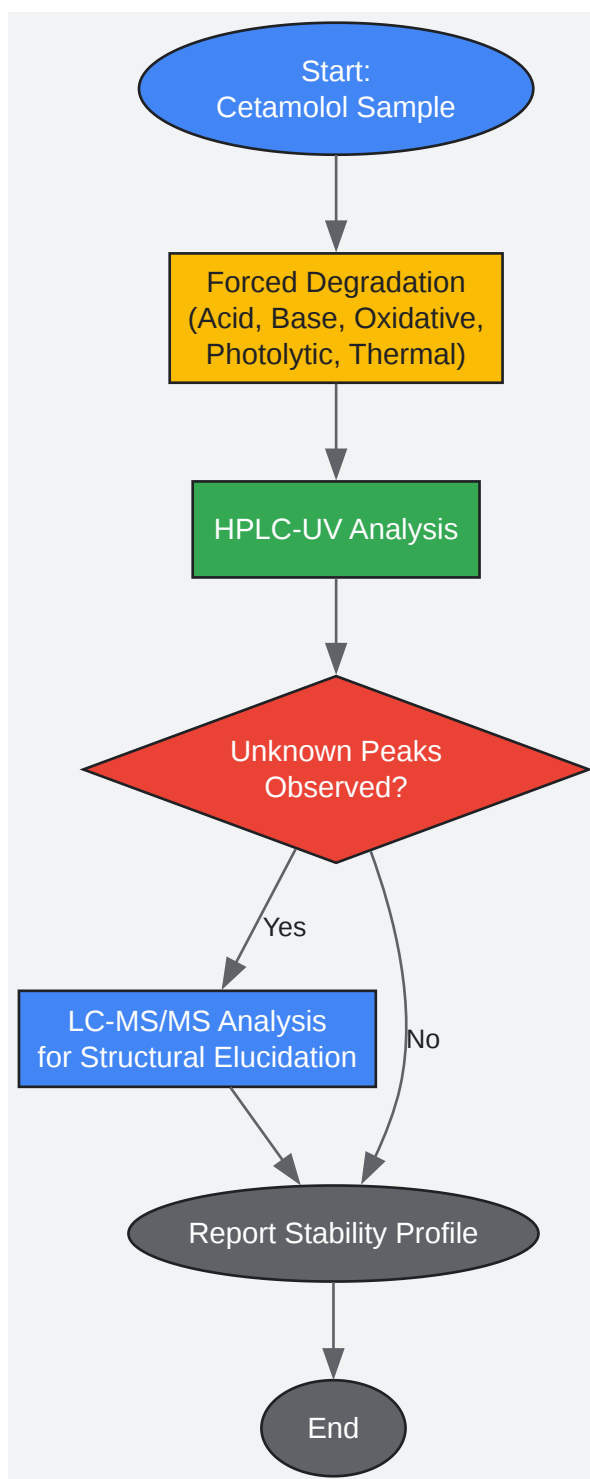 Start:
Cetamolol Sample
Forced Degradation
(Acid, Base, Oxidative,
Photolytic, Thermal)
HPLC-UV Analysis
Unknown Peaks
Observed?
Yes
LC-MS/MS Analysis
for Structural Elucidation
No
Report Stability Profile
End